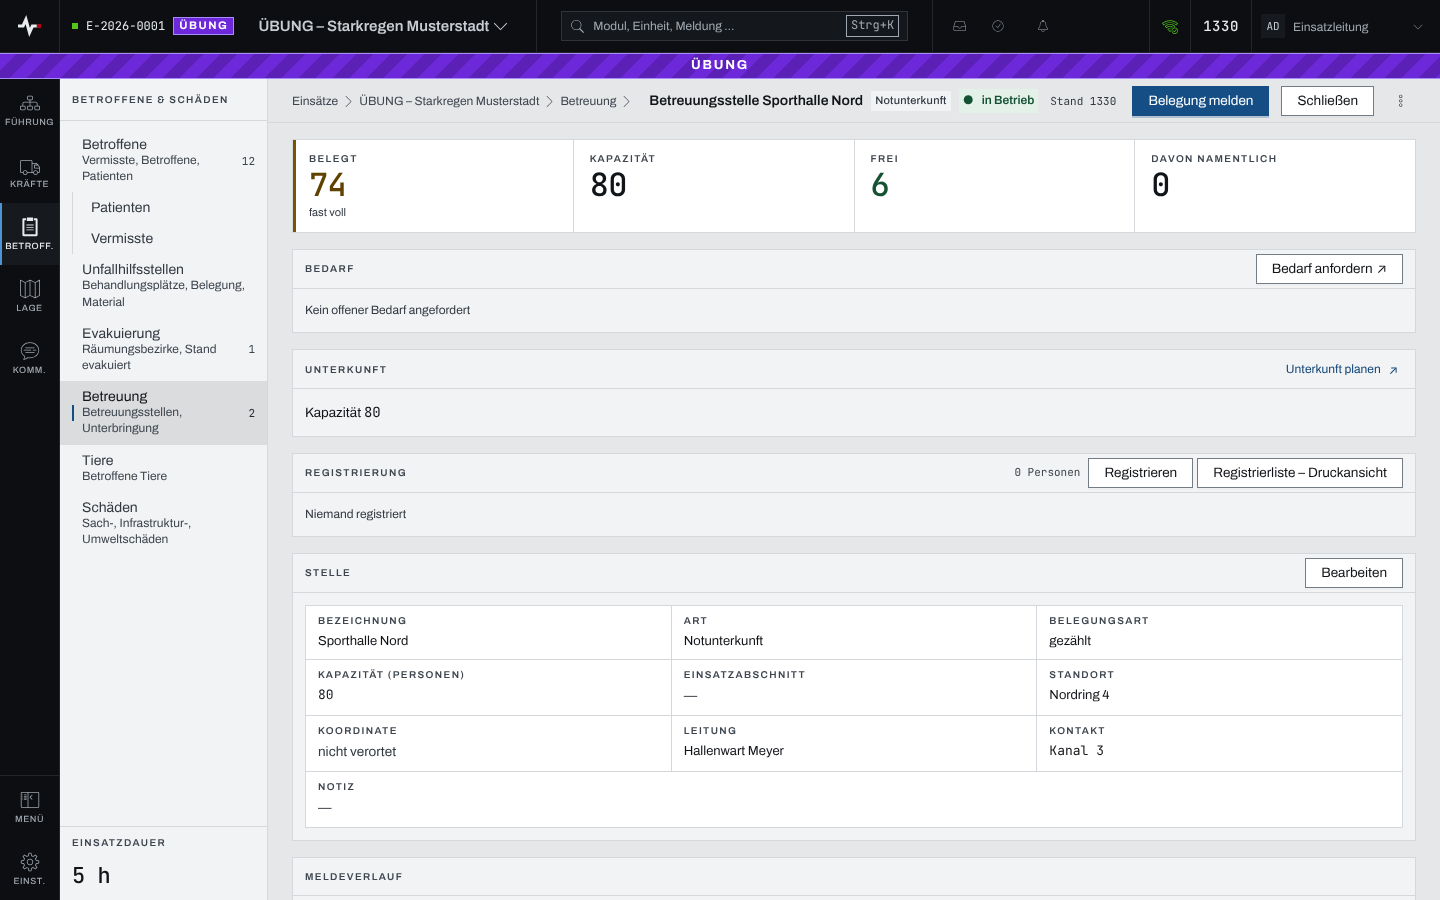 E-2026-0001 ÜBUNG ÜBUNG – Starkregen Musterstadt Modul, Einheit, Meldung ... Strg+K 1330 AD Einsatzleitung
ÜBUNG
FÜHRUNG
KRÄFTE
BETROFF.
LAGE
KOMM.
MENÜ
EINST.
BETROFFENE & SCHÄDEN
Betroffene
Vermisste, Betroffene, 12
Patienten
Patienten
Vermisste
Unfallhilfsstellen
Behandlungsplätze, Belegung,
Material
Evakuierung
Räumungsbezirke, Stand 1
evakuiert
Betreuung
Betreuungsstellen, 2
Unterbringung
Tiere
Betroffene Tiere
Schäden
Sach-, Infrastruktur-,
Umweltschäden
EINSATZDAUER
5 h
Einsätze ÜBUNG – Starkregen Musterstadt Betreuung Betreuungsstelle Sporthalle Nord Notunterkunft in Betrieb Stand 1330 Belegung melden Schließen
BELEGT KAPAZITÄT FREI DAVON NAMENTLICH
74 80 6 0
fast voll
BEDARF Bedarf anfordern
Kein offener Bedarf angefordert
UNTERKUNFT Unterkunft planen
Kapazität 80
REGISTRIERUNG 0 Personen Registrieren Registrierliste – Druckansicht
Niemand registriert
STELLE Bearbeiten
BEZEICHNUNG ART BELEGUNGSART
Sporthalle Nord Notunterkunft gezählt
KAPAZITÄT (PERSONEN) EINSATZABSCHNITT STANDORT
80 — Nordring 4
KOORDINATE LEITUNG KONTAKT
nicht verortet Hallenwart Meyer Kanal 3
NOTIZ
—
MELDEVERLAUF